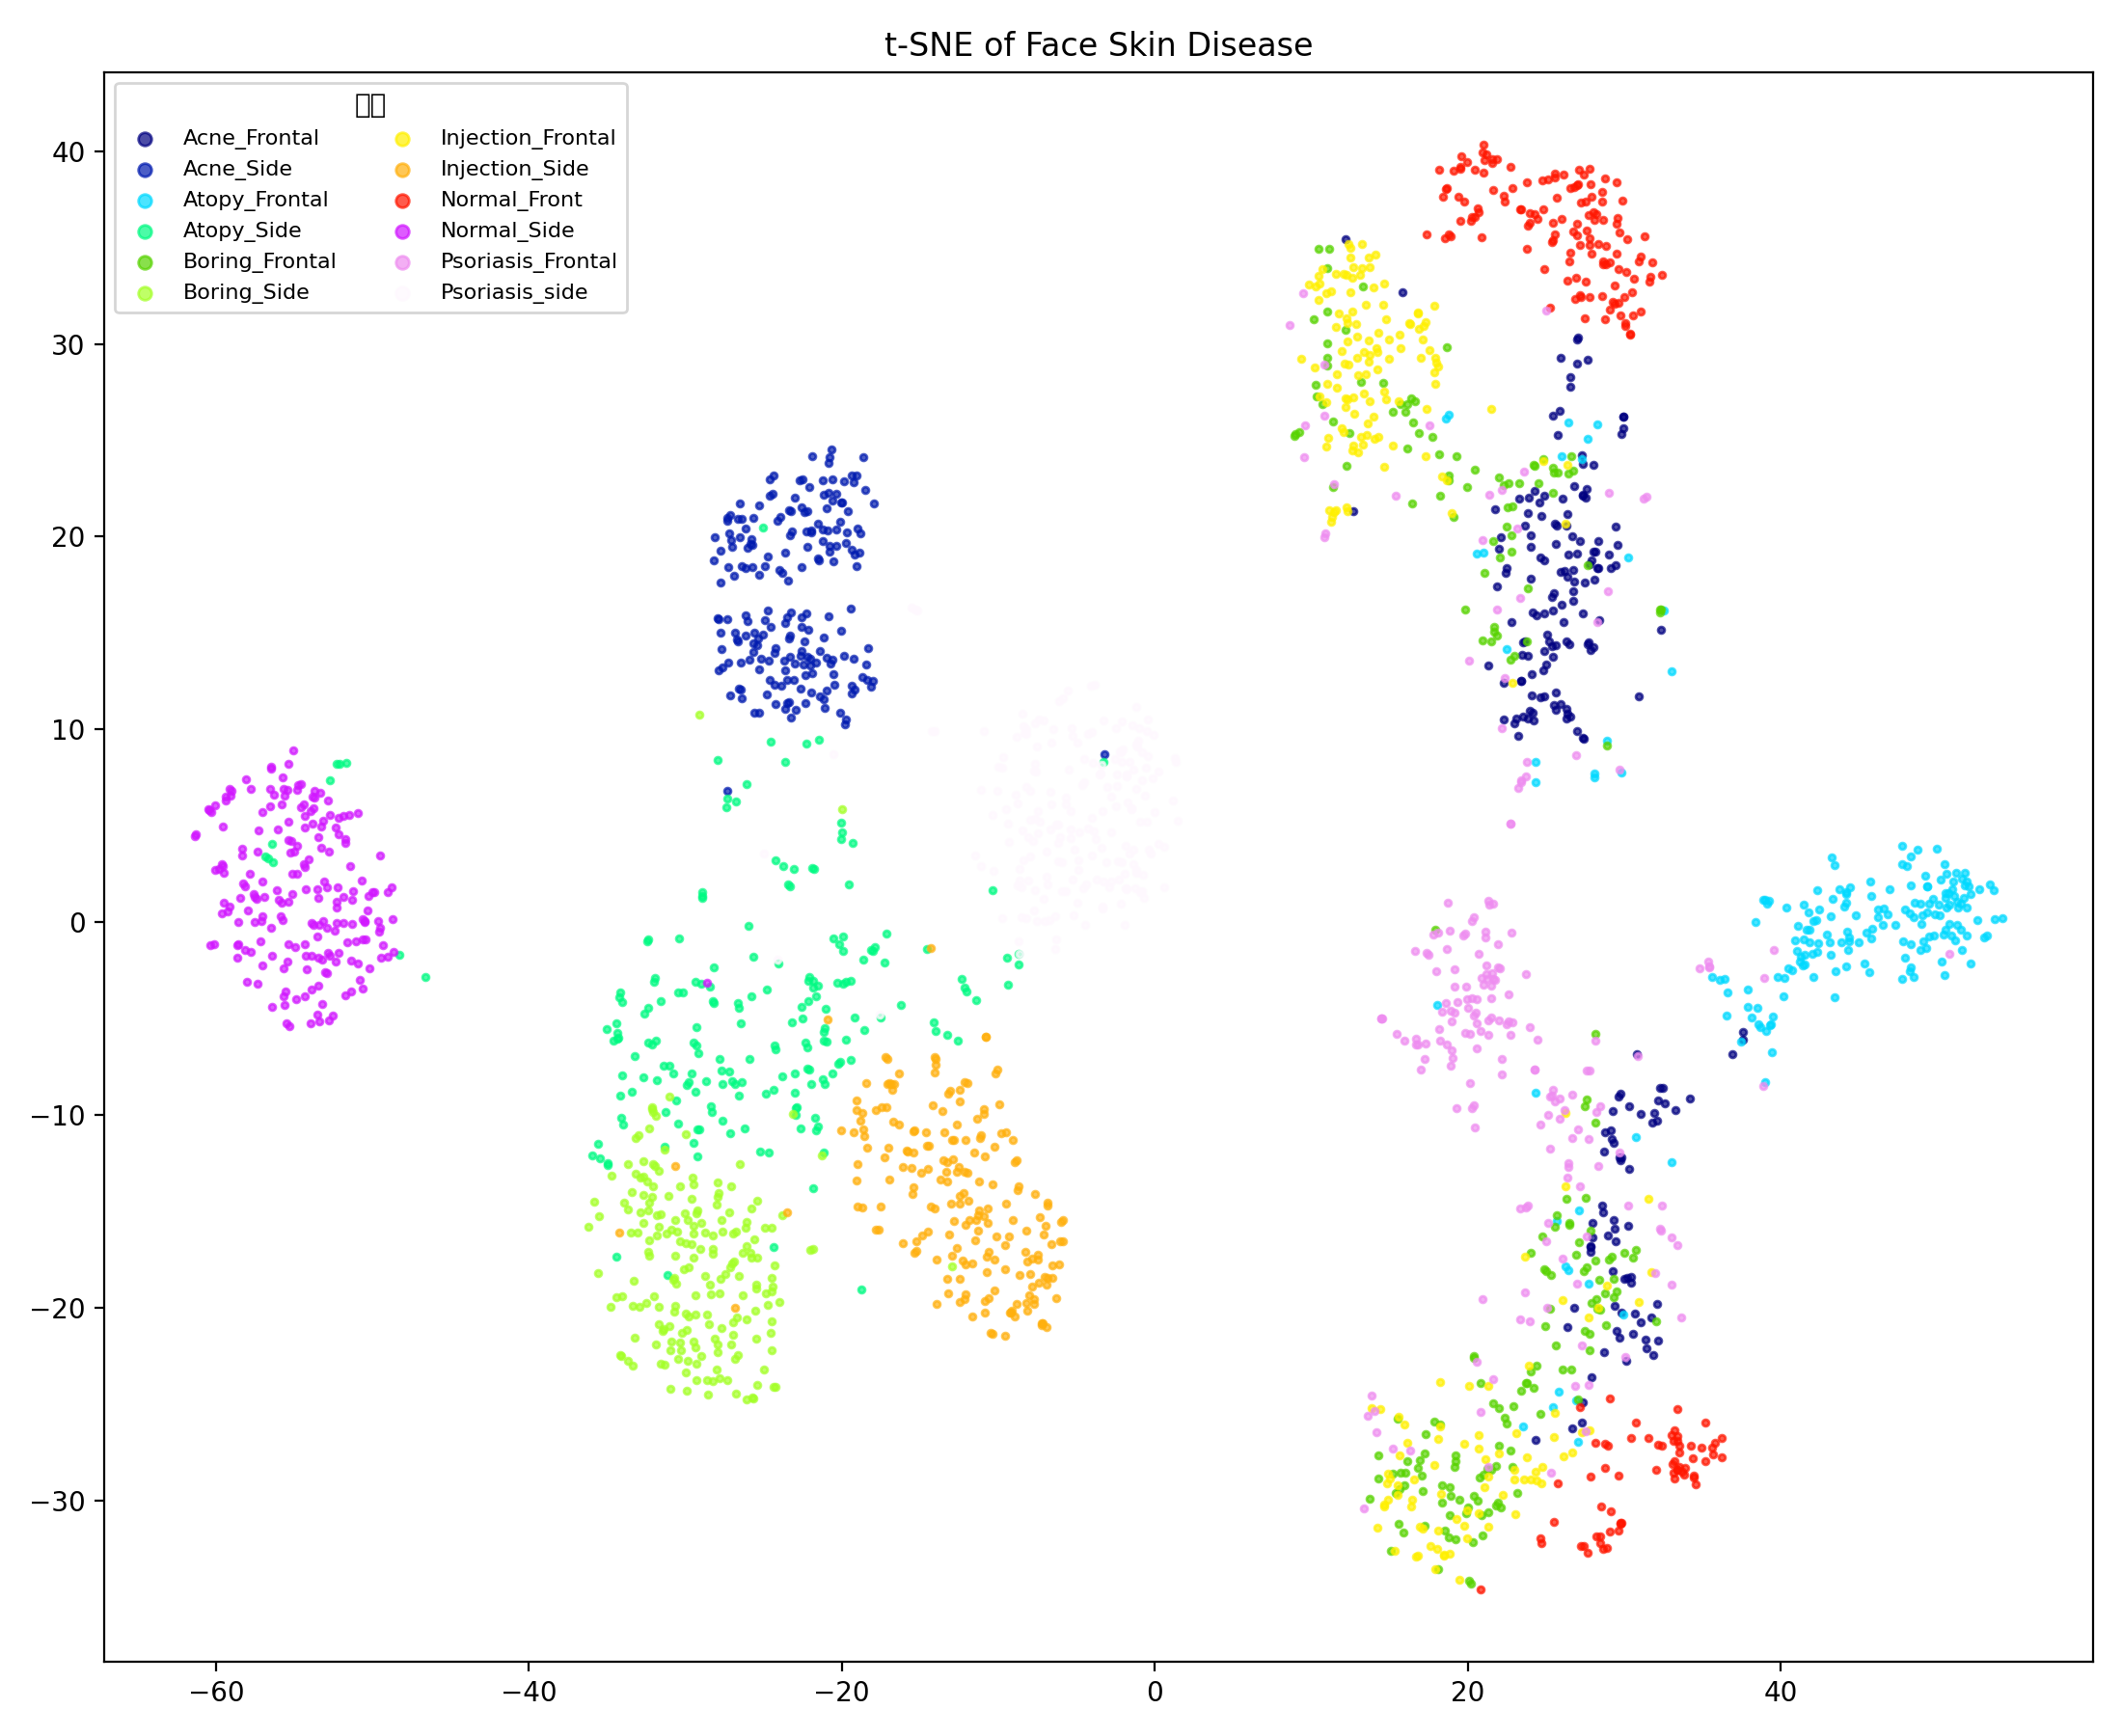 t-SNE of Face Skin Disease
Acne_Frontal
Acne_Side
Atopy_Frontal
Atopy_Side
Boring_Frontal
Boring_Side
Injection_Frontal
Injection_Side
Normal_Front
Normal_Side
Psoriasis_Frontal
Psoriasis_side
40
30
20
10
0
−10
−20
−30
−60
−40
−20
0
20
40